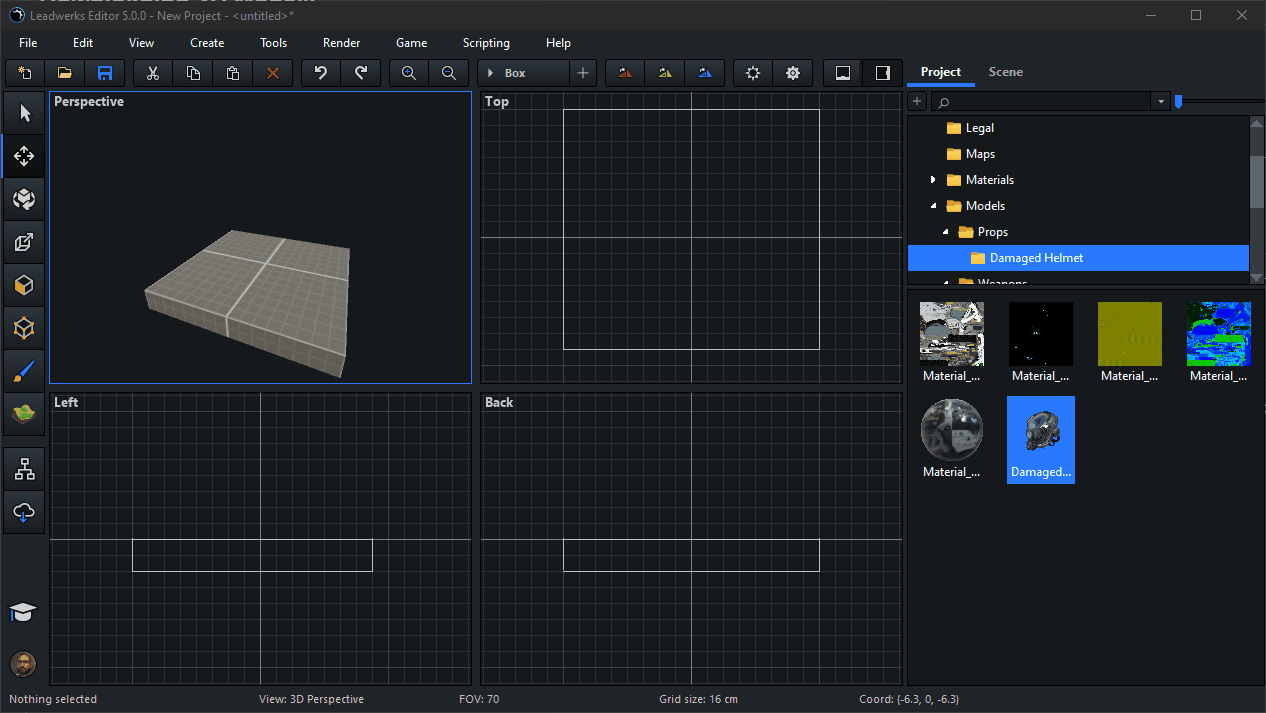 Leadwerks Editor 5.0.0 - New Project - <untitled>*
File Edit View Create Tools Render Game Scripting Help
Box
Project Scene
Perspective
Top
Legal
Maps
Materials
Models
Props
Damaged Helmet
Weapons
Material_... Material_... Material_... Material_...
Left
Back
Material_... Damaged...
Nothing selected View: 3D Perspective FOV: 70 Grid size: 16 cm Coord: (-6.3, 0, -6.3)